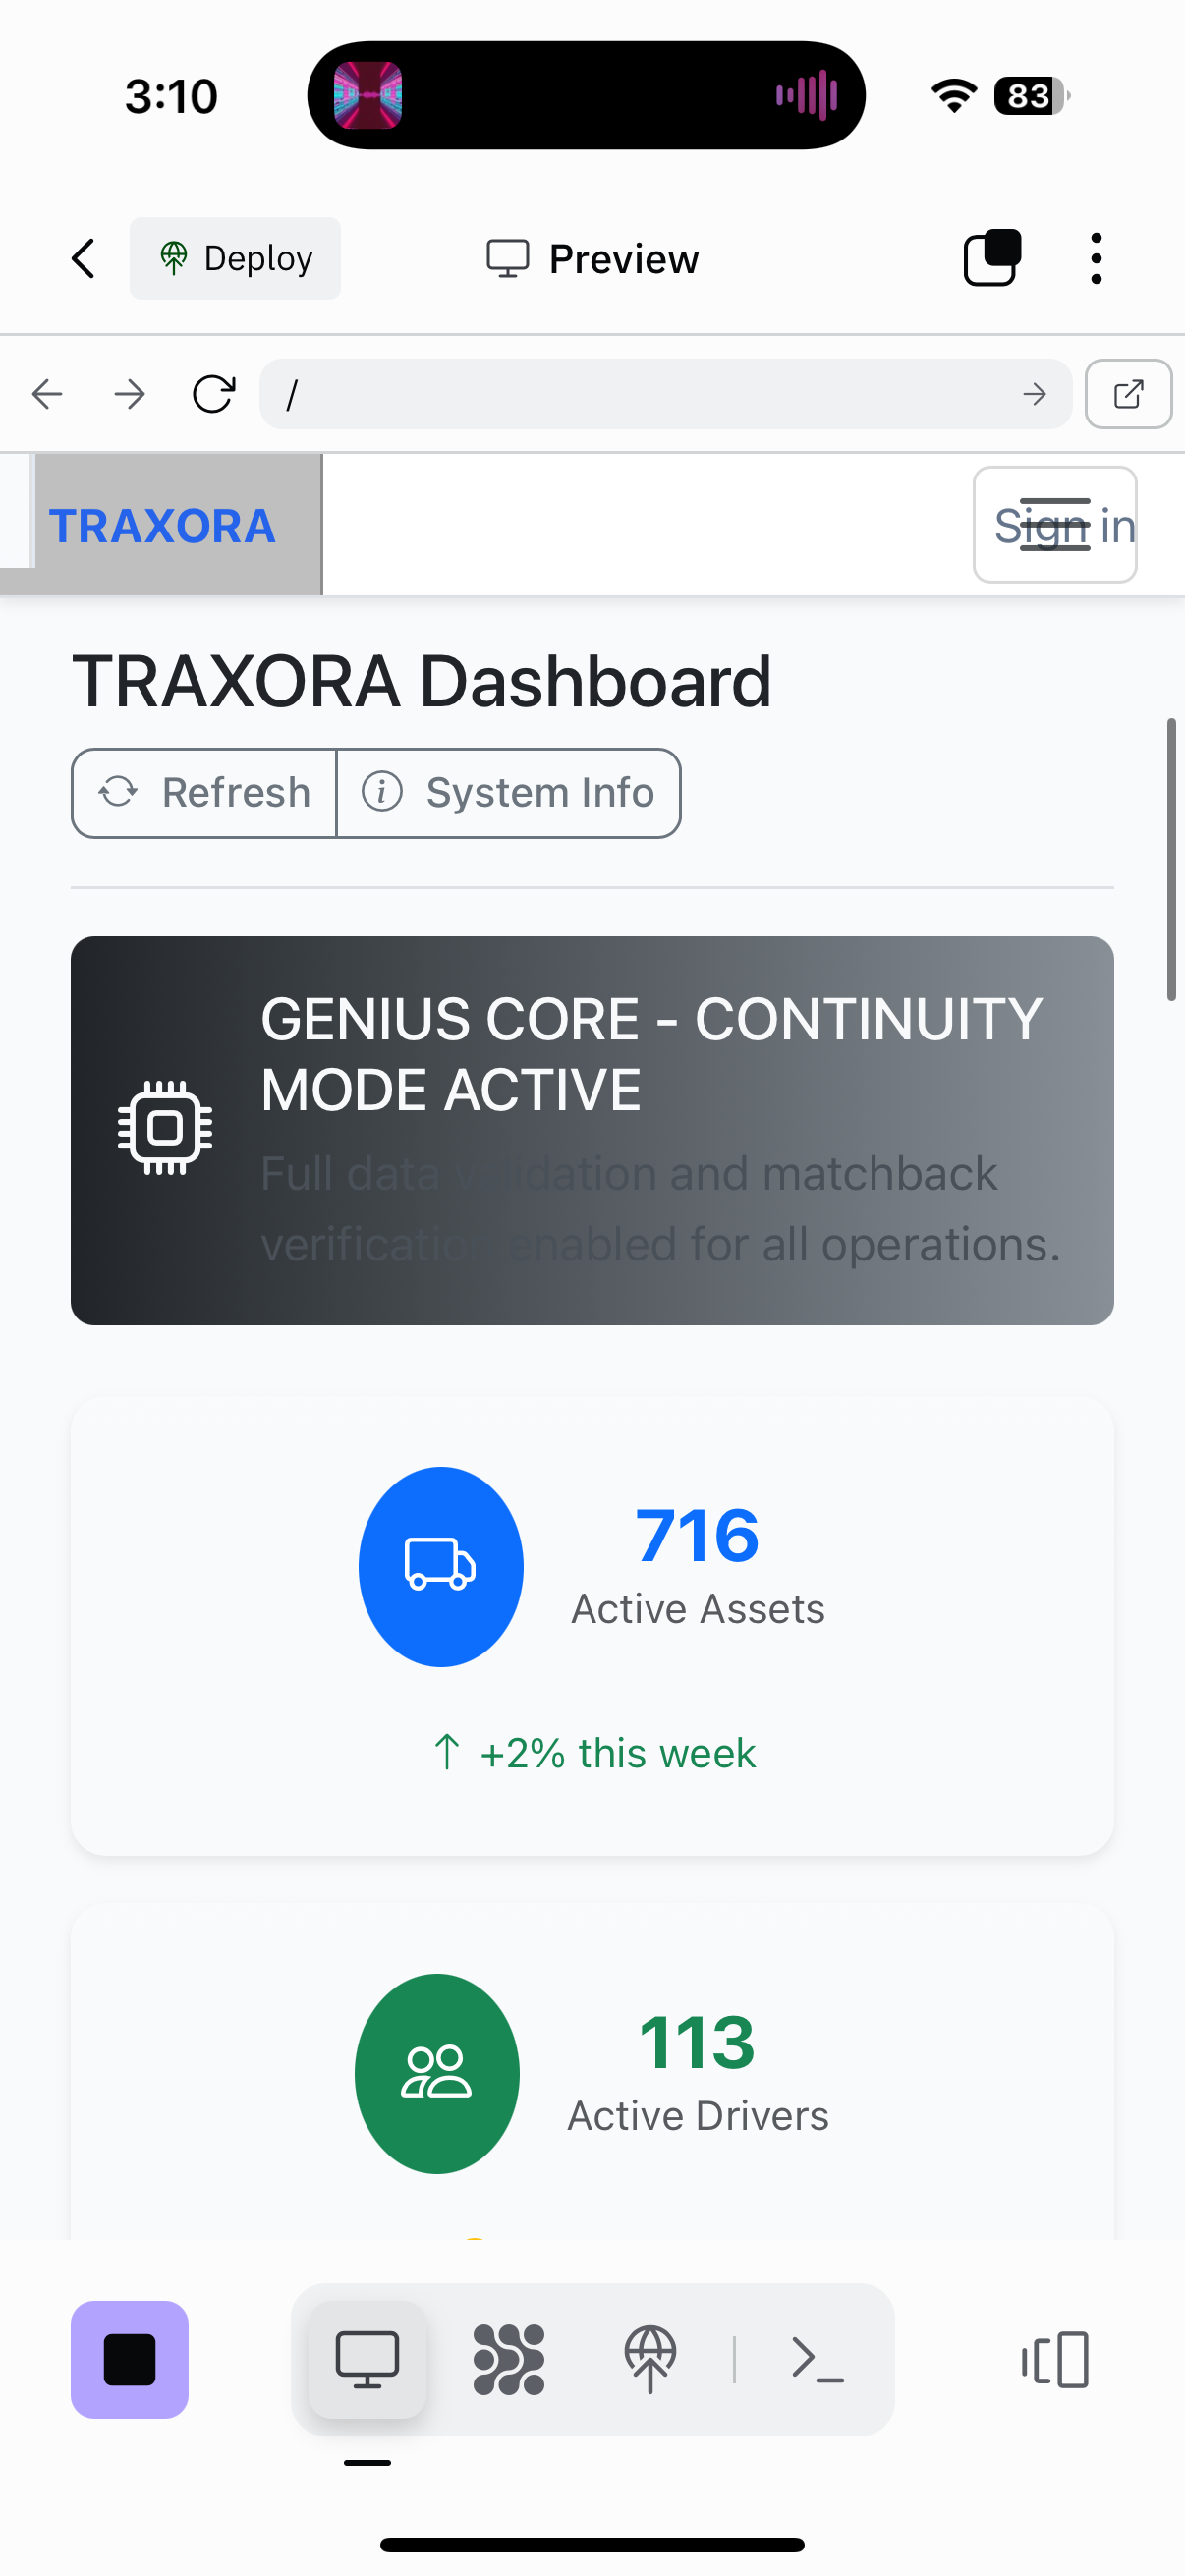 3:10
83
Deploy
Preview
/
TRAXORA
Sign in
TRAXORA Dashboard
Refresh
System Info
GENIUS CORE - CONTINUITY
MODE ACTIVE
Full data validation and matchback
verification enabled for all operations.
716
Active Assets
↑ +2% this week
113
Active Drivers